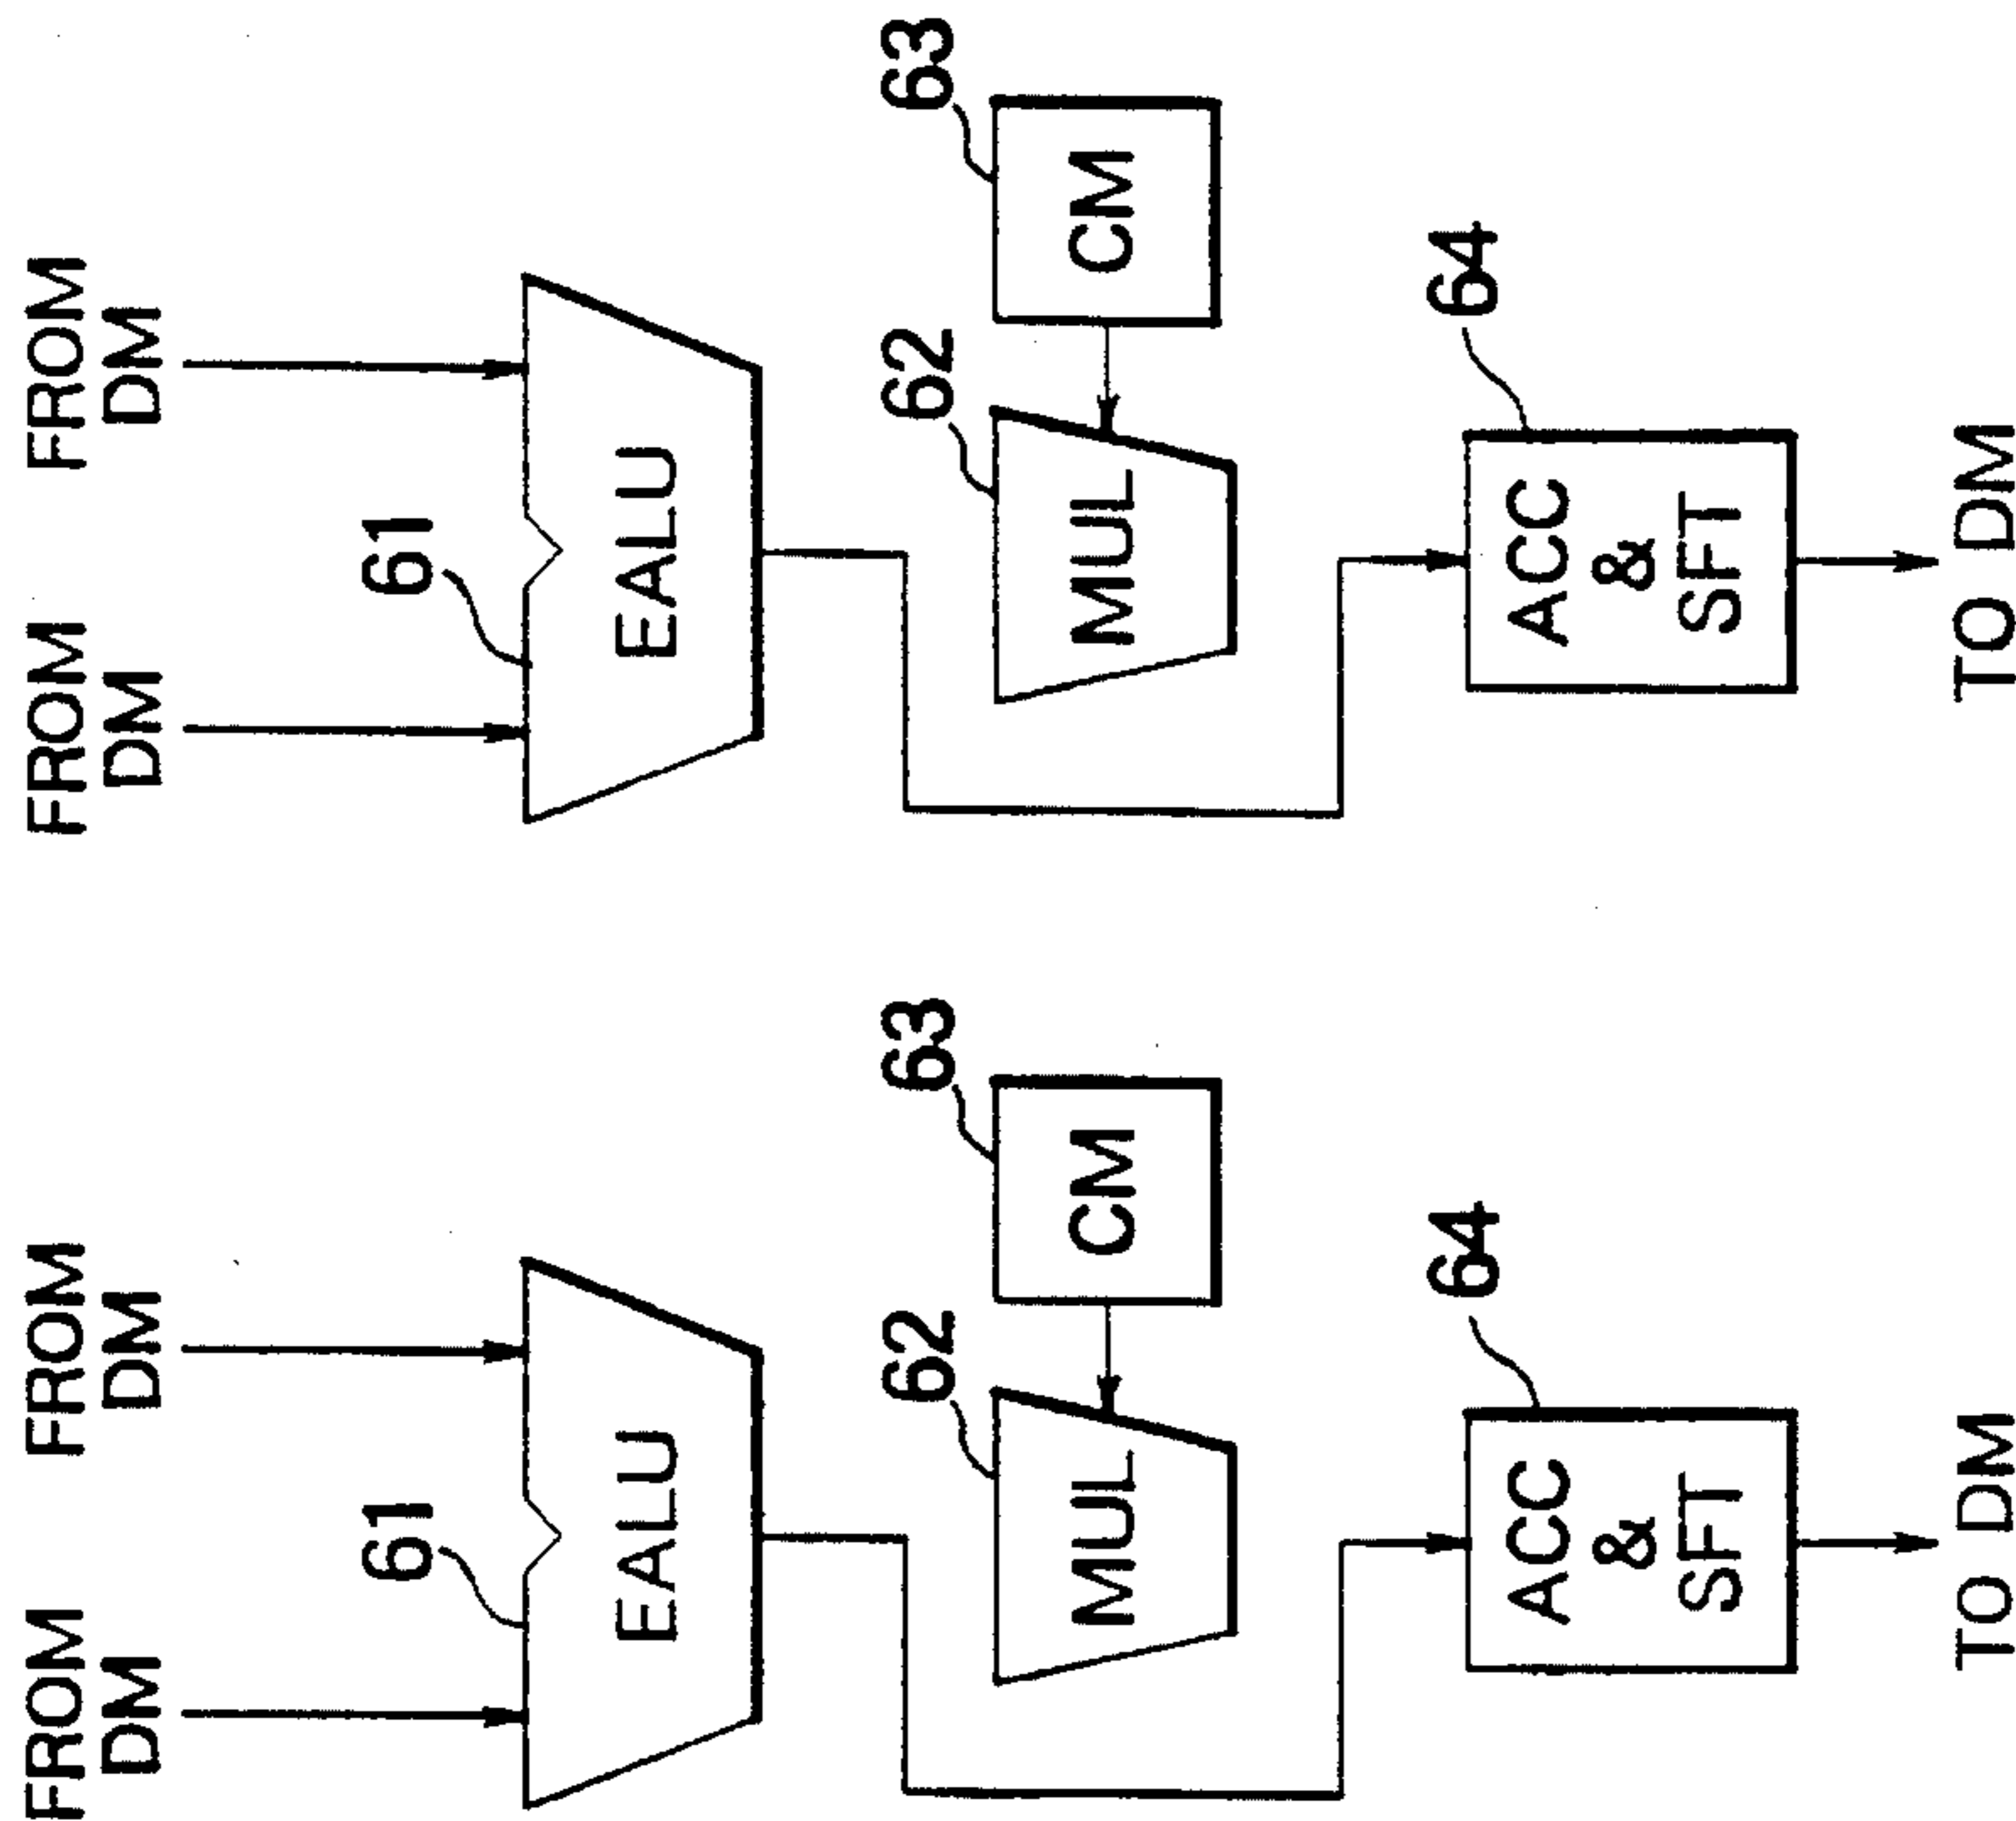 FROM
DM
FROM
DM
61
EALU
62
63
MUL
CM
64
ACC
&
SFT
TO DM
FROM
DM
FROM
DM
61
EALU
62
63
MUL
CM
64
ACC
&
SFT
TO DM